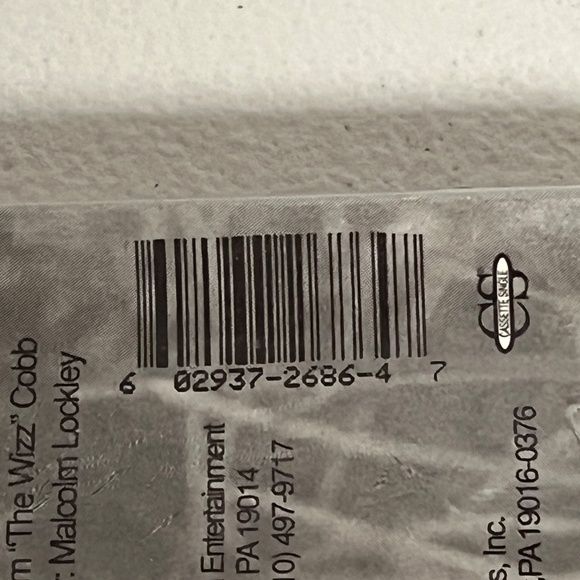 6 02937-2686-4 7
CASSETTE SINGLE
m "The Wizz" Cobb
: Malcolm Lockley
Entertainment
PA 19014
10) 497-9717
s, Inc.
, PA 19016-0376